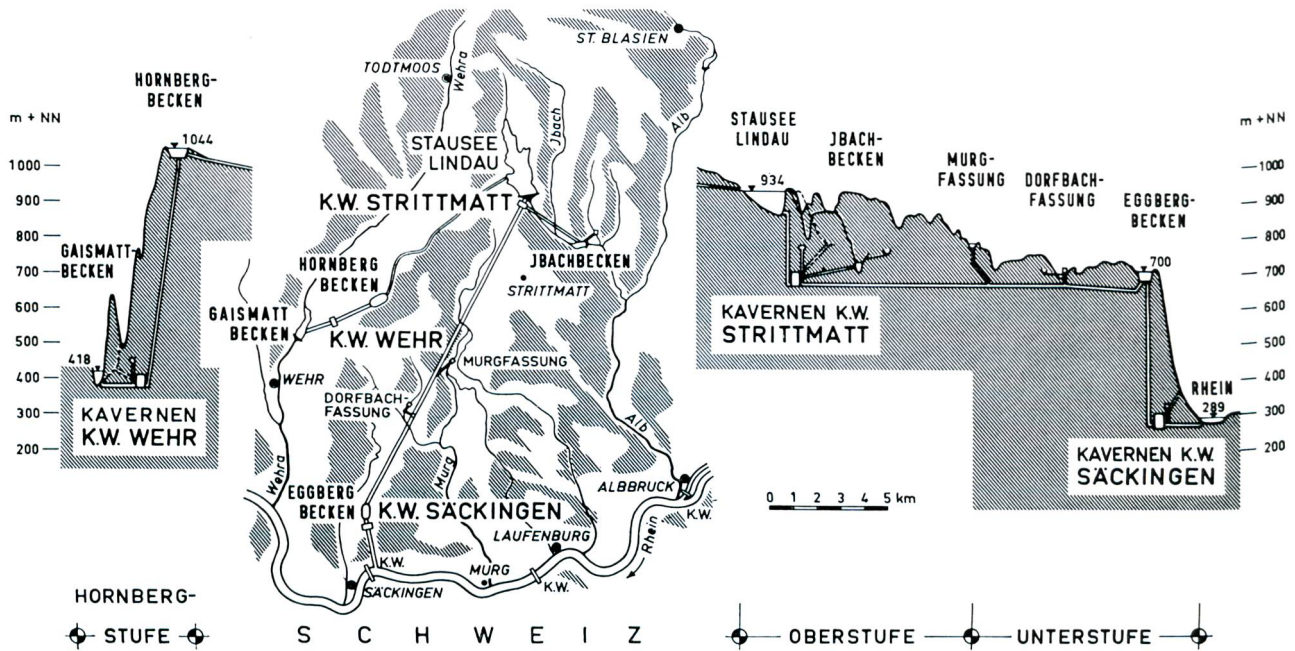 HORNBERG-
BECKEN
m + NN
1044
1000
900
800
700
600
500
400
300
200
GAISMATT-
BECKEN
418
KAVERNEN
K.W. WEHR
HORNBERG-
STUFE
ST. BLASIEN
TODTMOOS
Wehra
Jbach
Alb
STAUSEE
LINDAU
K.W. STRITTMATT
JBACHBECKEN
HORNBERG
BECKEN
STRITTMATT
GAISMATT
BECKEN
K.W. WEHR
MURGFASSUNG
WEHR
DORFBACH-
FASSUNG
Alb
Wehra
Murg
EGGBERG
BECKEN
K.W. SÄCKINGEN
ALBBRUCK
K.W.
LAUFENBURG
Rhein
K.W.
MURG
K.W.
SÄCKINGEN
SCHWEIZ
STAUSEE
LINDAU
JBACH-
BECKEN
MURG-
FASSUNG
DORFBACH-
FASSUNG
EGGBERG-
BECKEN
m + NN
934
700
1000
900
800
700
600
500
400
300
200
KAVERNEN K.W.
STRITTMATT
RHEIN
289
KAVERNEN K.W.
SÄCKINGEN
0 1 2 3 4 5 km
OBERSTUFE
UNTERSTUFE